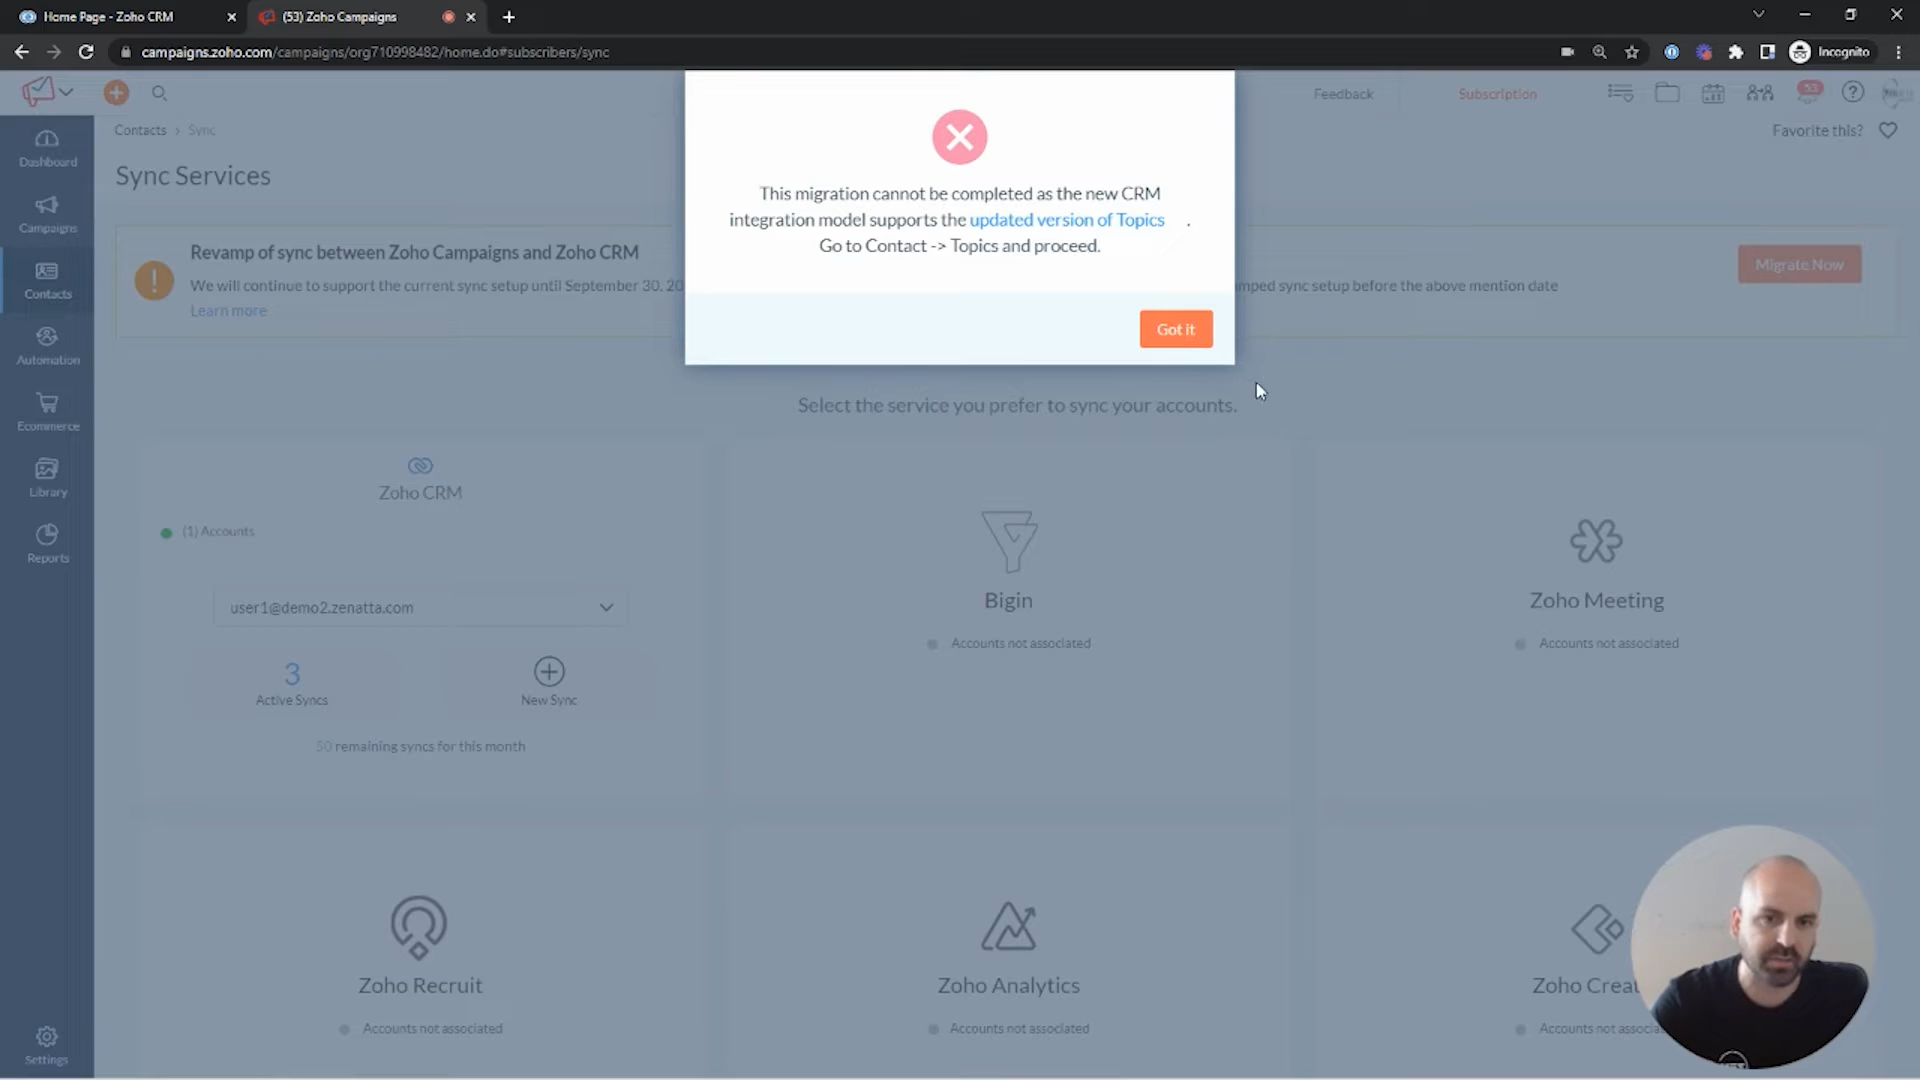 Home Page - Zoho CRM
(53) Zoho Campaigns
campaigns.zoho.com/campaigns/org710998482/home.do#subscribers/sync
Incognito
Feedback
Subscription
53
Contacts > Sync
Favorite this?
Sync Services
Dashboard
Campaigns
Contacts
Automation
Ecommerce
Library
Reports
Settings
This migration cannot be completed as the new CRM
integration model supports the updated version of Topics .
Go to Contact -> Topics and proceed.
Got it
Revamp of sync between Zoho Campaigns and Zoho CRM
Migrate Now
We will continue to support the current sync setup until September 30, 20
mped sync setup before the above mention date
Learn more
Select the service you prefer to sync your accounts.
Zoho CRM
(1) Accounts
user1@demo2.zenatta.com
3
Active Syncs
New Sync
50 remaining syncs for this month
Bigin
Accounts not associated
Zoho Meeting
Accounts not associated
Zoho Recruit
Accounts not associated
Zoho Analytics
Accounts not associated
Zoho Crea
Accounts not associa